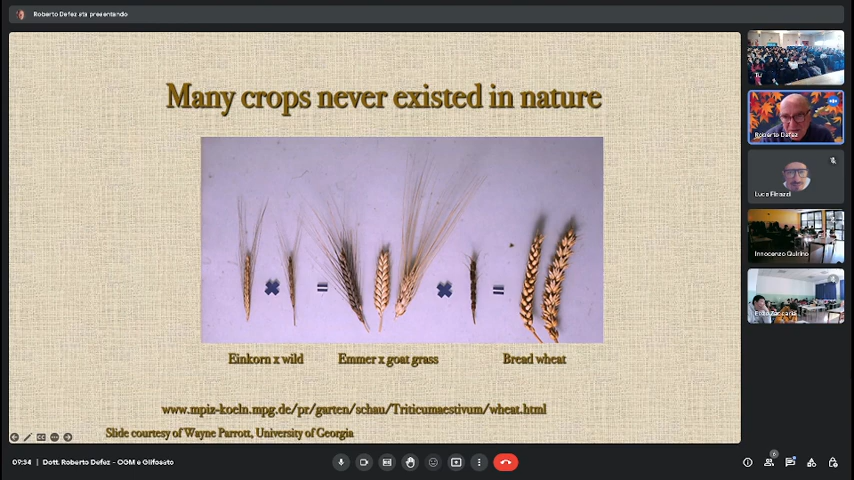 Roberto Defez sta presentando
Many crops never existed in nature
Einkorn x wild
Emmer x goat grass
Bread wheat
www.mpiz-koeln.mpg.de/pr/garten/schau/Triticumaestivum/wheat.html
Slide courtesy of Wayne Parrott, University of Georgia
Tu
Roberto Defez
Innocenzo Quirino
09:34 | Dott. Roberto Defez - OGM e Glifosato
6